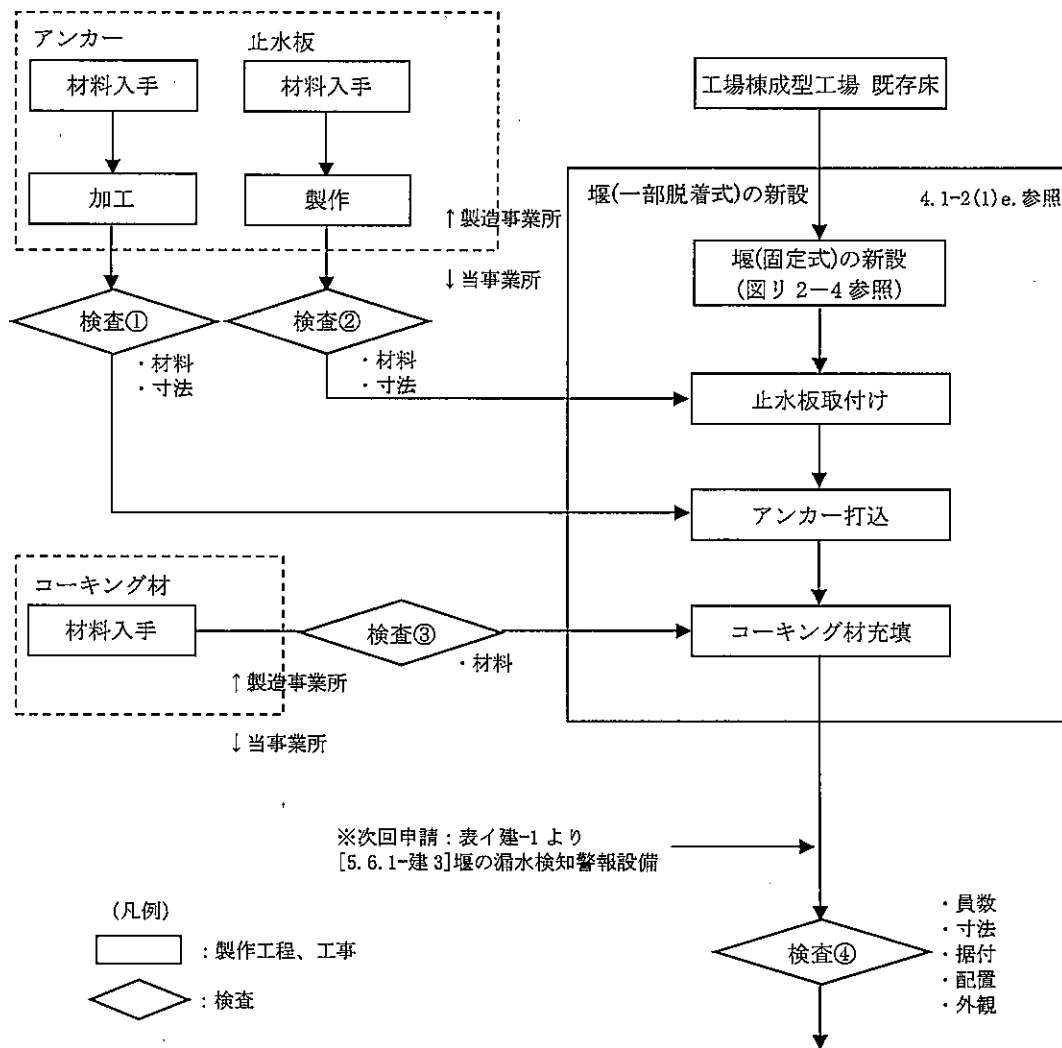 アンカー
止水板
材料入手
材料入手
工場棟成型工場 既存床
加工
製作
↑製造事業所
↓当事業所
堰(一部脱着式)の新設
4.1-2(1)e.参照
堰(固定式)の新設
(図リ 2-4 参照)
検査①
・材料
・寸法
検査②
・材料
・寸法
止水板取付け
アンカー打込
コーキング材
材料入手
検査③
・材料
コーキング材充填
↑製造事業所
↓当事業所
※次回申請：表イ建-1 より
[5.6.1-建 3]堰の漏水検知警報設備
検査④
・員数
・寸法
・据付
・配置
・外観
(凡例)
：製作工程、工事
：検査